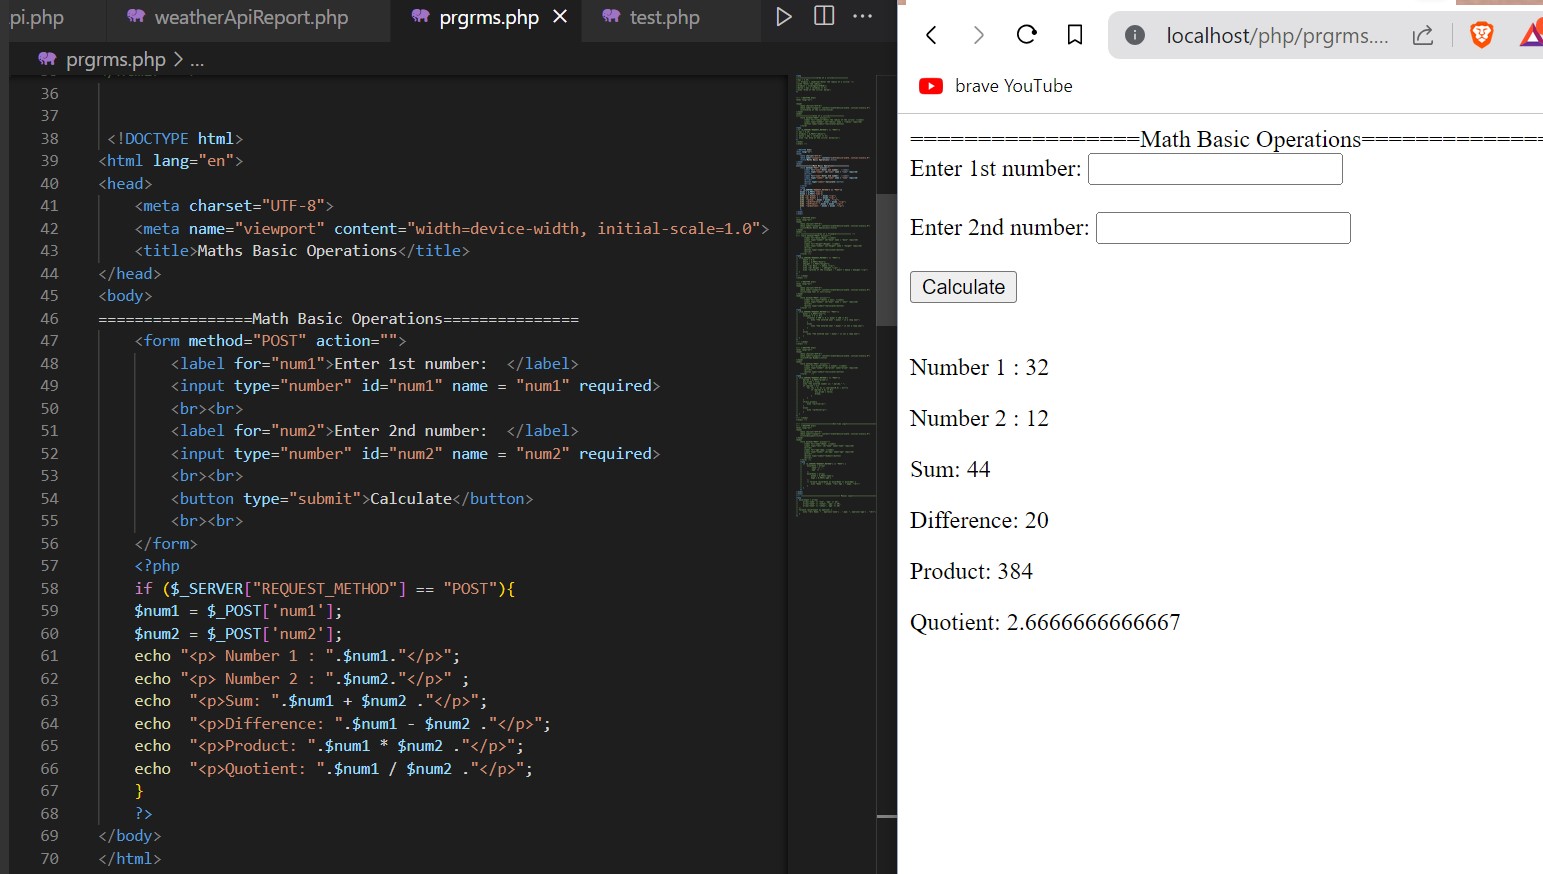 pi.php weatherApiReport.php prgrms.php test.php
prgrms.php > ...
36
37
38 <!DOCTYPE html>
39 <html lang="en">
40 <head>
41 <meta charset="UTF-8">
42 <meta name="viewport" content="width=device-width, initial-scale=1.0">
43 <title>Maths Basic Operations</title>
44 </head>
45 <body>
46 =================Math Basic Operations===============
47 <form method="POST" action="">
48 <label for="num1">Enter 1st number:  </label>
49 <input type="number" id="num1" name = "num1" required>
50 <br><br>
51 <label for="num2">Enter 2nd number:  </label>
52 <input type="number" id="num2" name = "num2" required>
53 <br><br>
54 <button type="submit">Calculate</button>
55 <br><br>
56 </form>
57 <?php
58 if ($_SERVER["REQUEST_METHOD"] == "POST"){
59 $num1 = $_POST['num1'];
60 $num2 = $_POST['num2'];
61 echo "<p> Number 1 : ".$num1."</p>";
62 echo "<p> Number 2 : ".$num2."</p>" ;
63 echo  "<p>Sum: ".$num1 + $num2 ."</p>";
64 echo  "<p>Difference: ".$num1 - $num2 ."</p>";
65 echo  "<p>Product: ".$num1 * $num2 ."</p>";
66 echo  "<p>Quotient: ".$num1 / $num2 ."</p>";
67 }
68 ?>
69 </body>
70 </html>
localhost/php/prgrms....
brave YouTube
=================Math Basic Operations==============
Enter 1st number:
Enter 2nd number:
Calculate
Number 1 : 32
Number 2 : 12
Sum: 44
Difference: 20
Product: 384
Quotient: 2.6666666666667